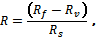 R = (R_f − R_v) / R_s ,